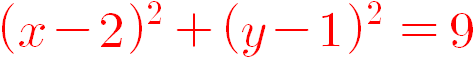 (x − 2)² + (y − 1)² = 9